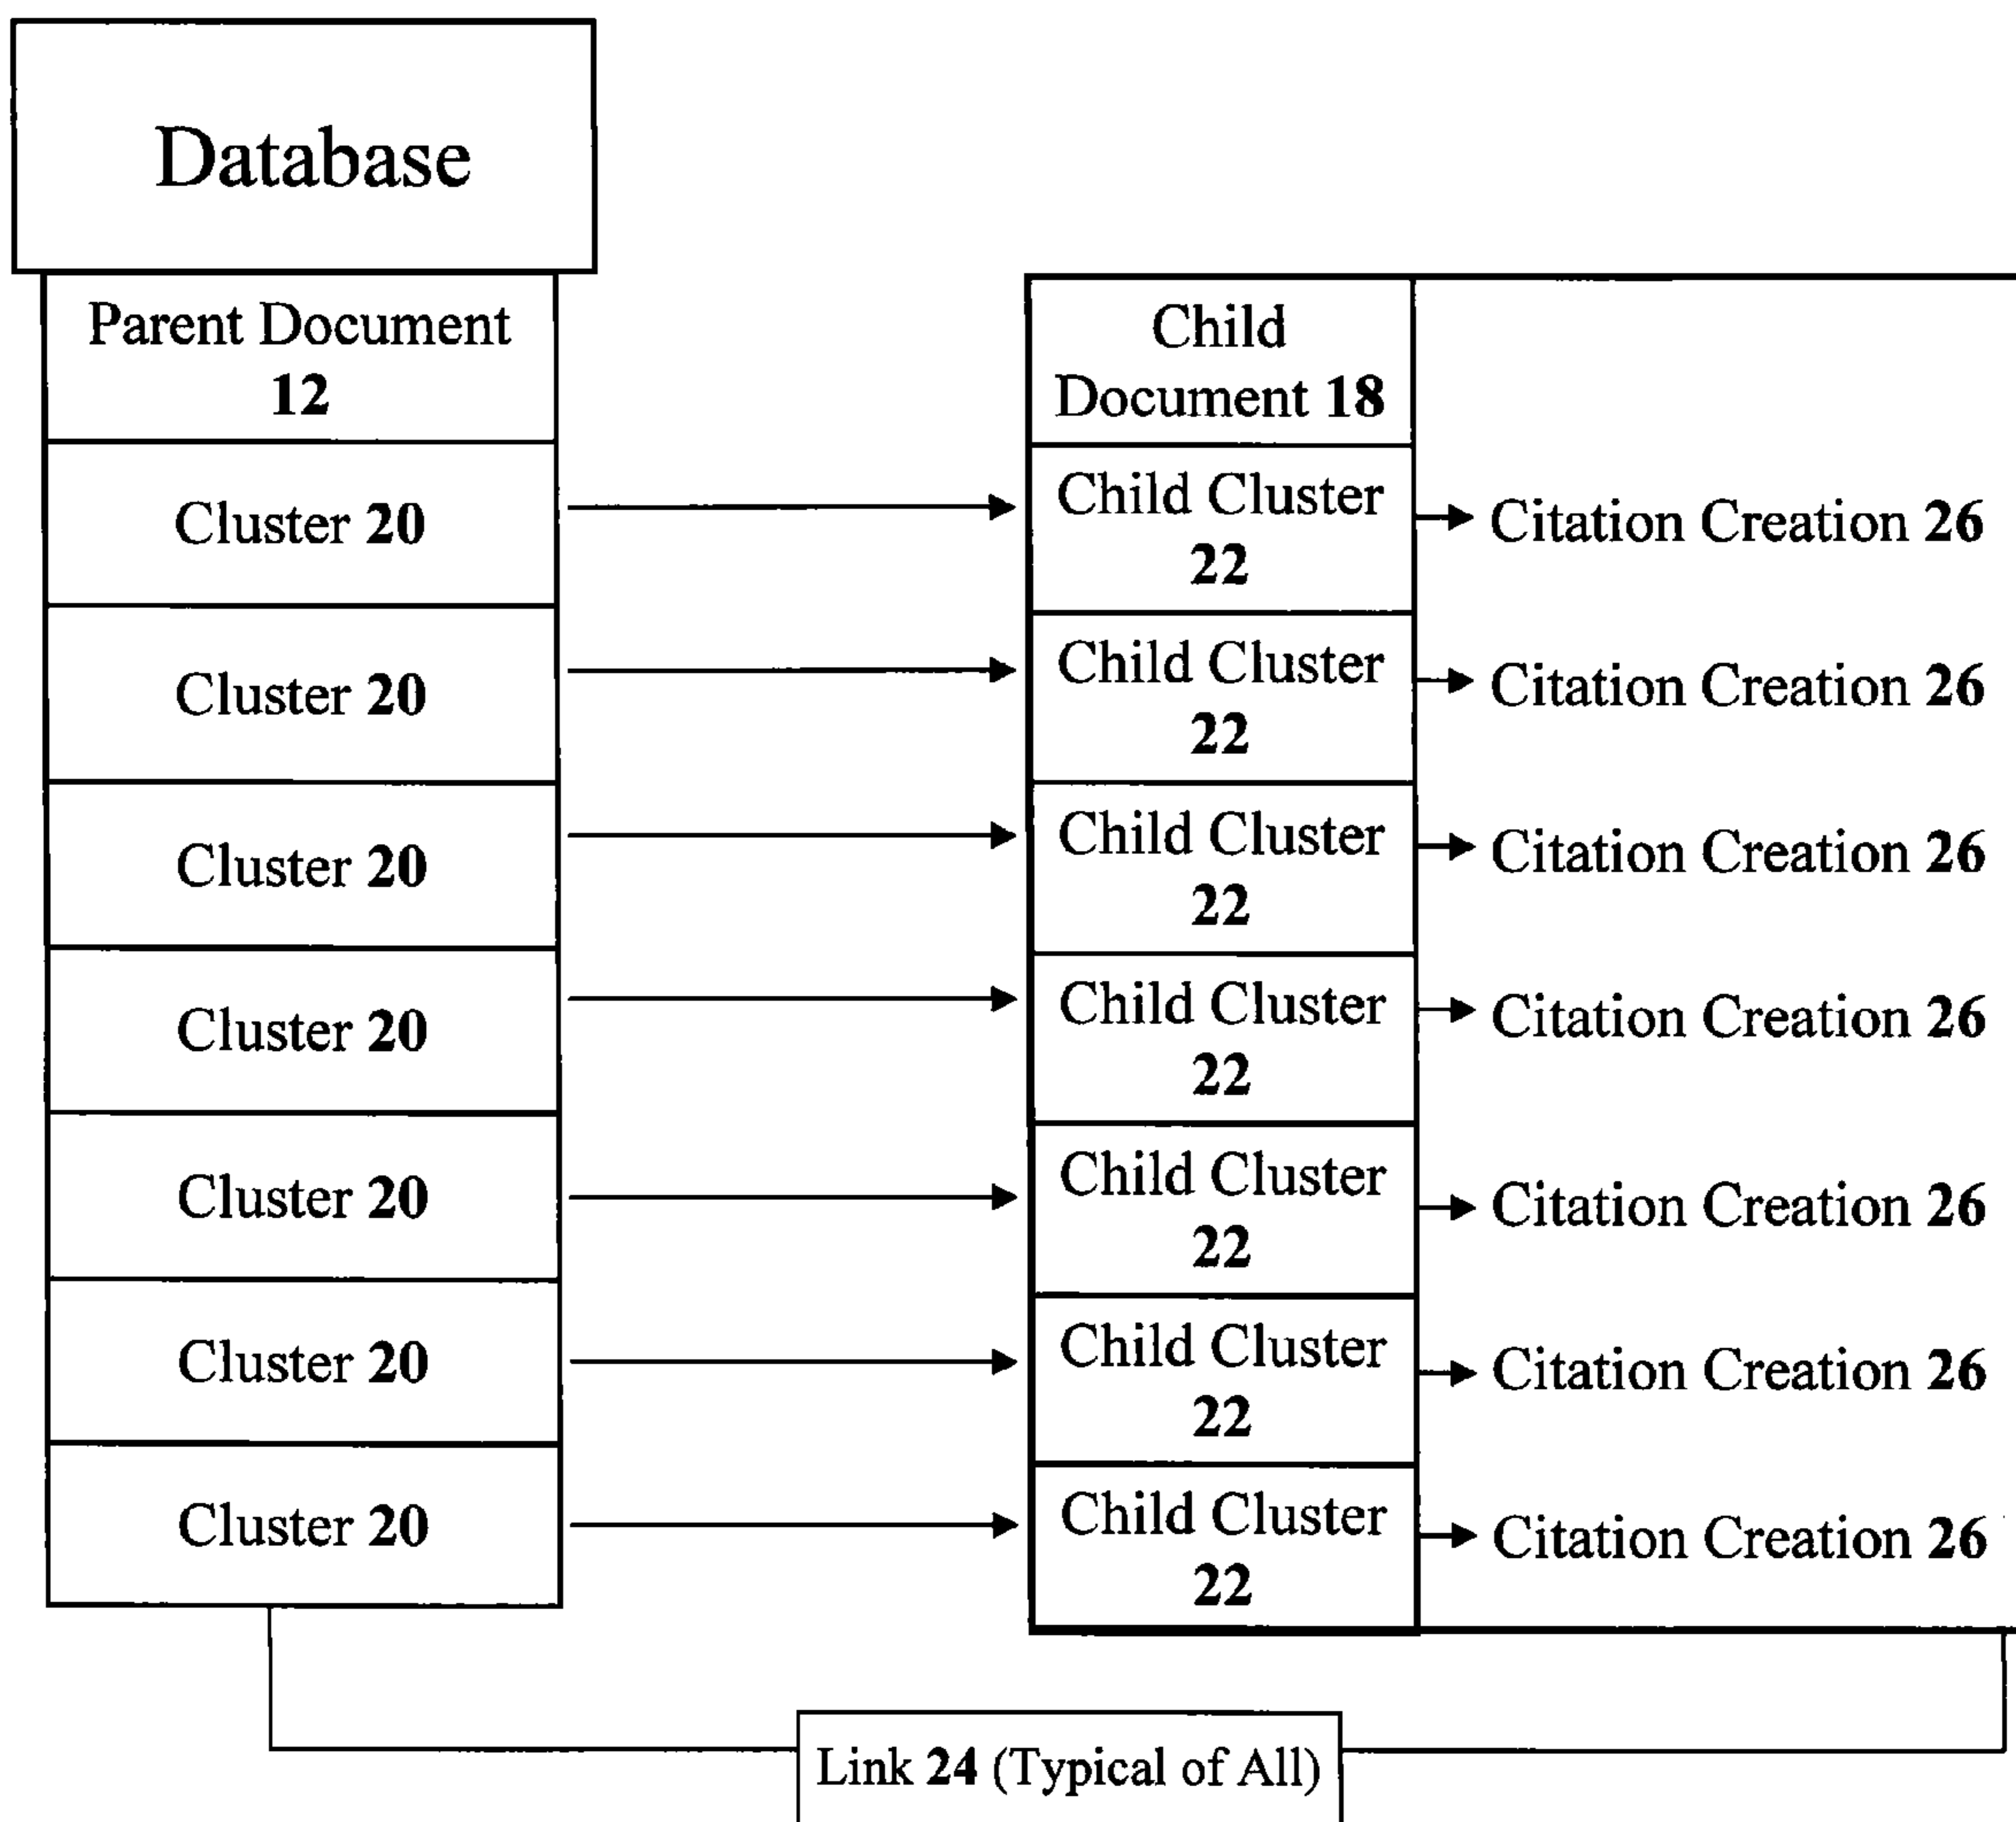 Database
Parent Document
12
Child
Document 18
Cluster 20
Child Cluster
22
Citation Creation 26
Cluster 20
Child Cluster
22
Citation Creation 26
Cluster 20
Child Cluster
22
Citation Creation 26
Cluster 20
Child Cluster
22
Citation Creation 26
Cluster 20
Child Cluster
22
Citation Creation 26
Cluster 20
Child Cluster
22
Citation Creation 26
Cluster 20
Child Cluster
22
Citation Creation 26
Link 24 (Typical of All)